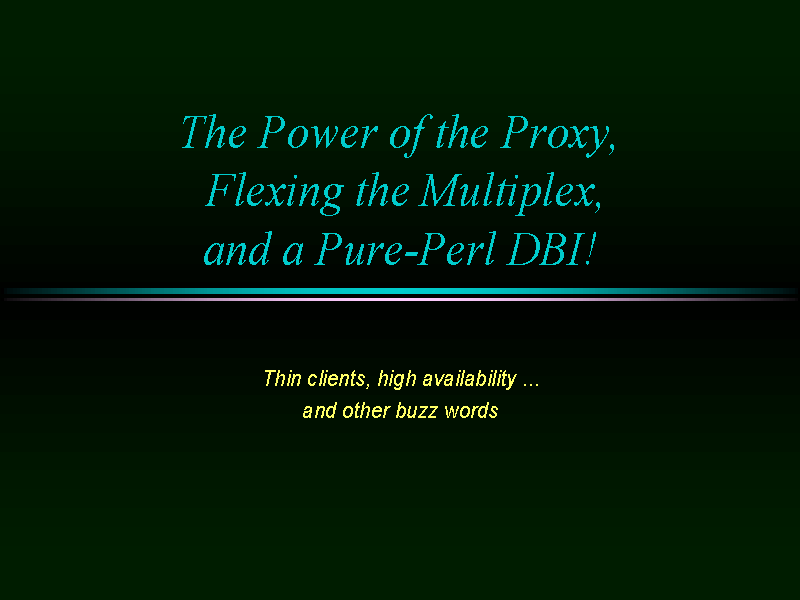 The Power of the Proxy,
Flexing the Multiplex,
and a Pure-Perl DBI!
Thin clients, high availability ...
and other buzz words